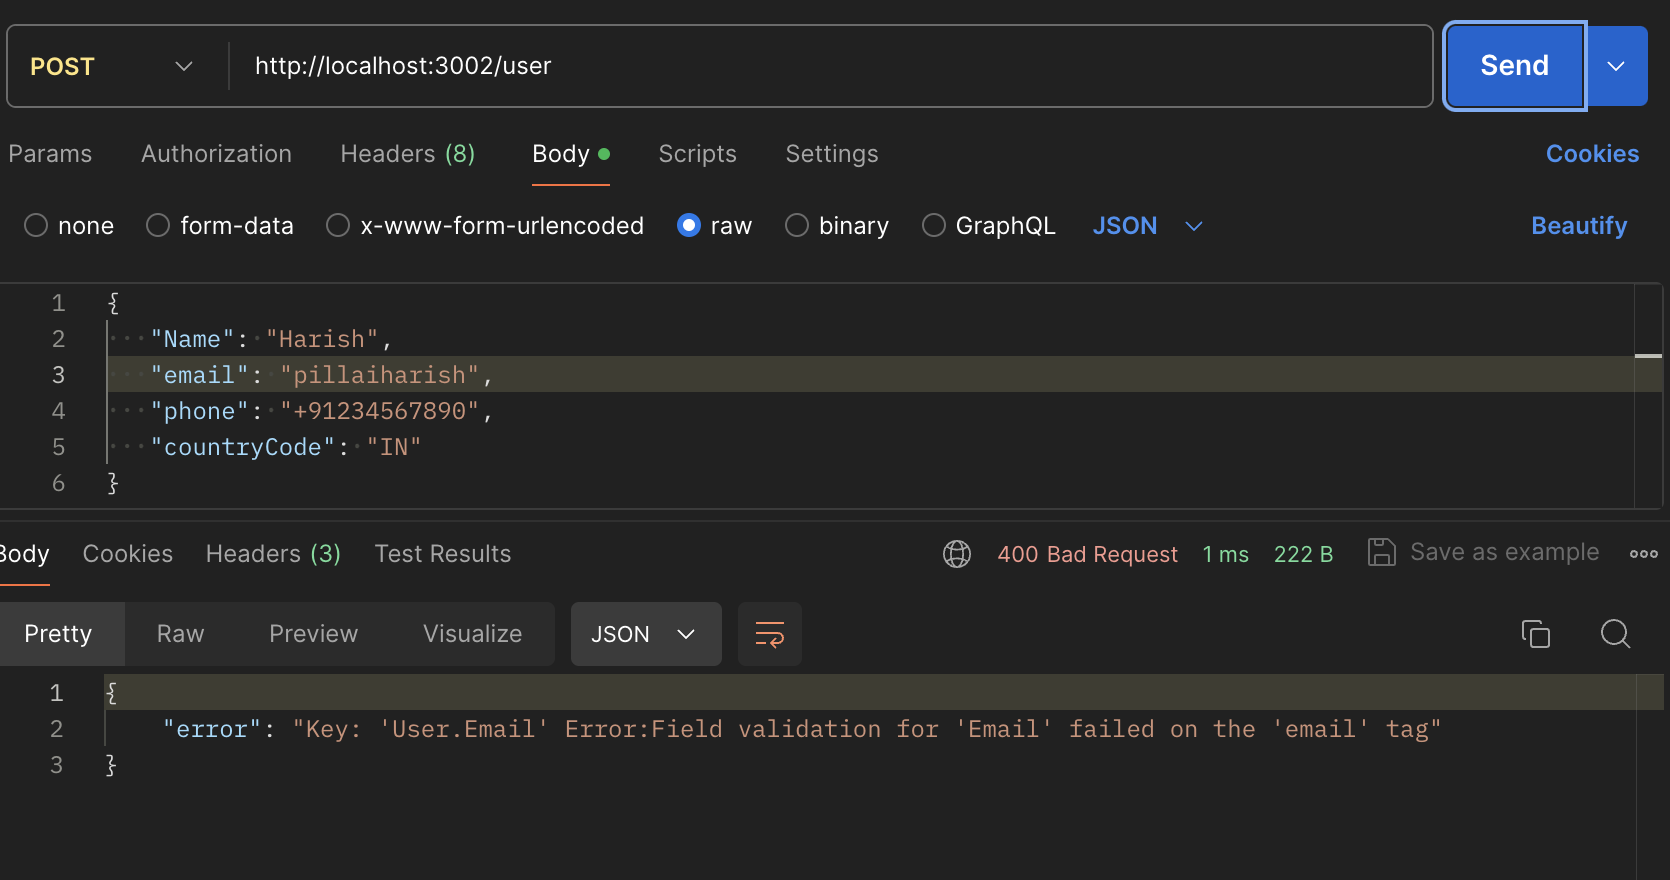 POST http://localhost:3002/user Send
Params Authorization Headers (8) Body Scripts Settings Cookies
none form-data x-www-form-urlencoded raw binary GraphQL JSON Beautify
1 {
2 "Name": "Harish",
3 "email": "pillaiharish",
4 "phone": "+91234567890",
5 "countryCode": "IN"
6 }
Body Cookies Headers (3) Test Results 400 Bad Request 1 ms 222 B Save as example
Pretty Raw Preview Visualize JSON
1 {
2 "error": "Key: 'User.Email' Error:Field validation for 'Email' failed on the 'email' tag"
3 }